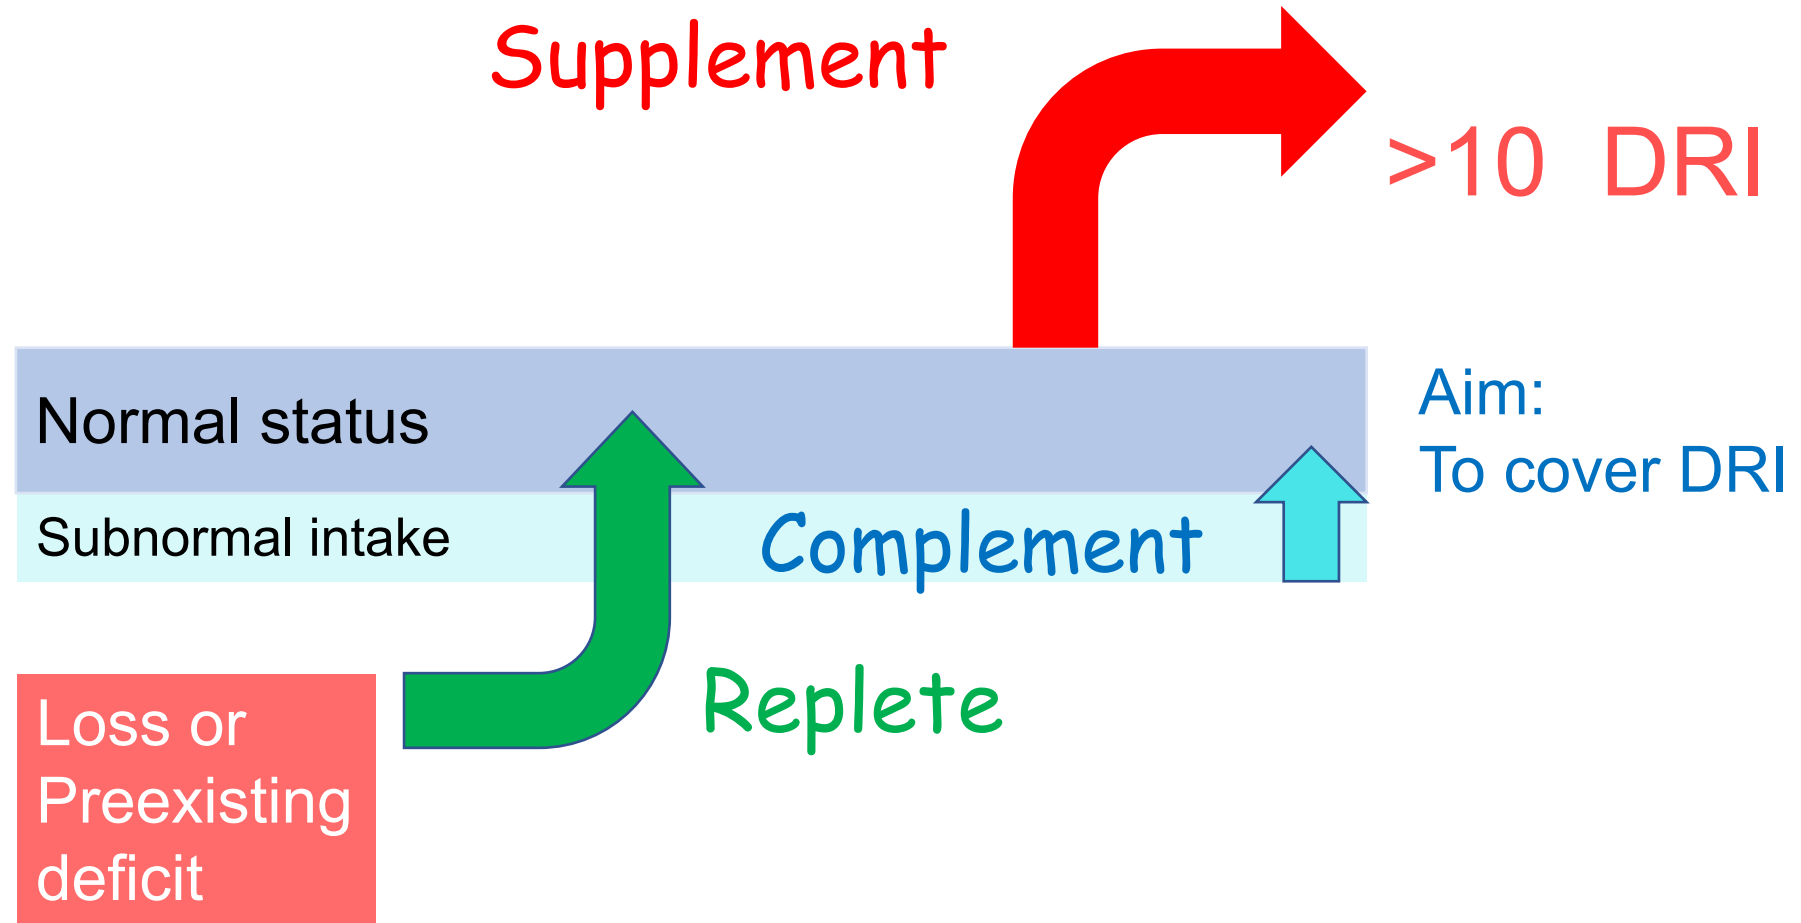 Supplement
>10 DRI
Normal status
Aim:
To cover DRI
Subnormal intake
Complement
Replete
Loss or
Preexisting
deficit